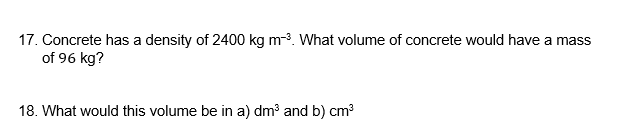 17. Concrete has a density of 2400 kg m⁻³. What volume of concrete would have a mass
of 96 kg?
18. What would this volume be in a) dm³ and b) cm³